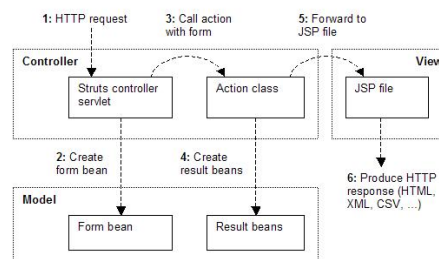 1: HTTP request
3: Call action
with form
5: Forward to
JSP file
Controller
View
Struts controller
servlet
Action class
JSP file
2: Create
form bean
4: Create
result beans
6: Produce HTTP
response (HTML,
XML, CSV, ...)
Model
Form bean
Result beans